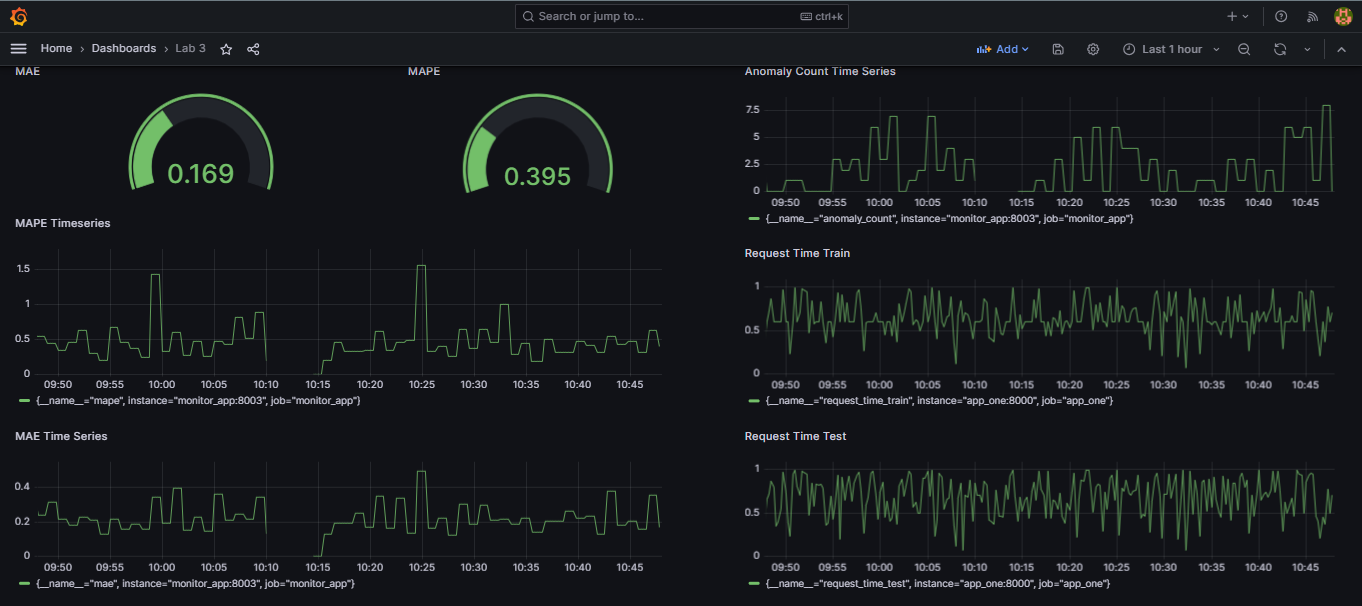 Search or jump to... ctrl+k
Home › Dashboards › Lab 3 Add Last 1 hour
MAE
0.169
MAPE
0.395
MAPE Timeseries
1.5
1
0.5
0
09:50 09:55 10:00 10:05 10:10 10:15 10:20 10:25 10:30 10:35 10:40 10:45
{__name__="mape", instance="monitor_app:8003", job="monitor_app"}
MAE Time Series
0.4
0.2
0
09:50 09:55 10:00 10:05 10:10 10:15 10:20 10:25 10:30 10:35 10:40 10:45
{__name__="mae", instance="monitor_app:8003", job="monitor_app"}
Anomaly Count Time Series
7.5
5
2.5
0
09:50 09:55 10:00 10:05 10:10 10:15 10:20 10:25 10:30 10:35 10:40 10:45
{__name__="anomaly_count", instance="monitor_app:8003", job="monitor_app"}
Request Time Train
1
0.5
0
09:50 09:55 10:00 10:05 10:10 10:15 10:20 10:25 10:30 10:35 10:40 10:45
{__name__="request_time_train", instance="app_one:8000", job="app_one"}
Request Time Test
1
0.5
0
09:50 09:55 10:00 10:05 10:10 10:15 10:20 10:25 10:30 10:35 10:40 10:45
{__name__="request_time_test", instance="app_one:8000", job="app_one"}